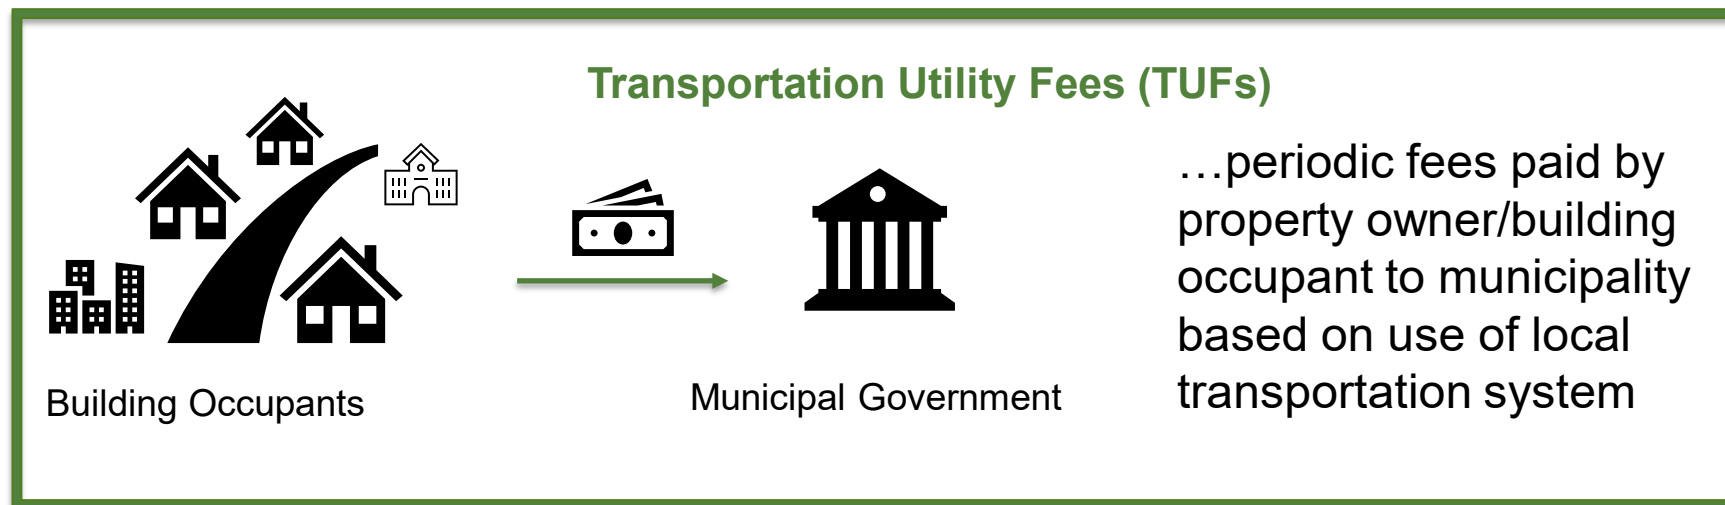 Transportation Utility Fees (TUFs)
…periodic fees paid by
property owner/building
occupant to municipality
based on use of local
transportation system
Building Occupants
Municipal Government